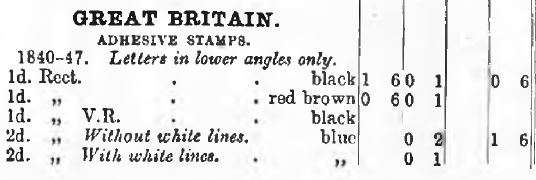 GREAT BRITAIN.
ADHESIVE STAMPS.
1840-47. Letters in lower angles only.
1d. Rect. . . black 1 6 0 1 0 6
1d. „ . . red brown 0 6 0 1
1d. „ V.R. . . black
2d. „ Without white lines. blue 0 2 1 6
2d. „ With white lines. . „ 0 1